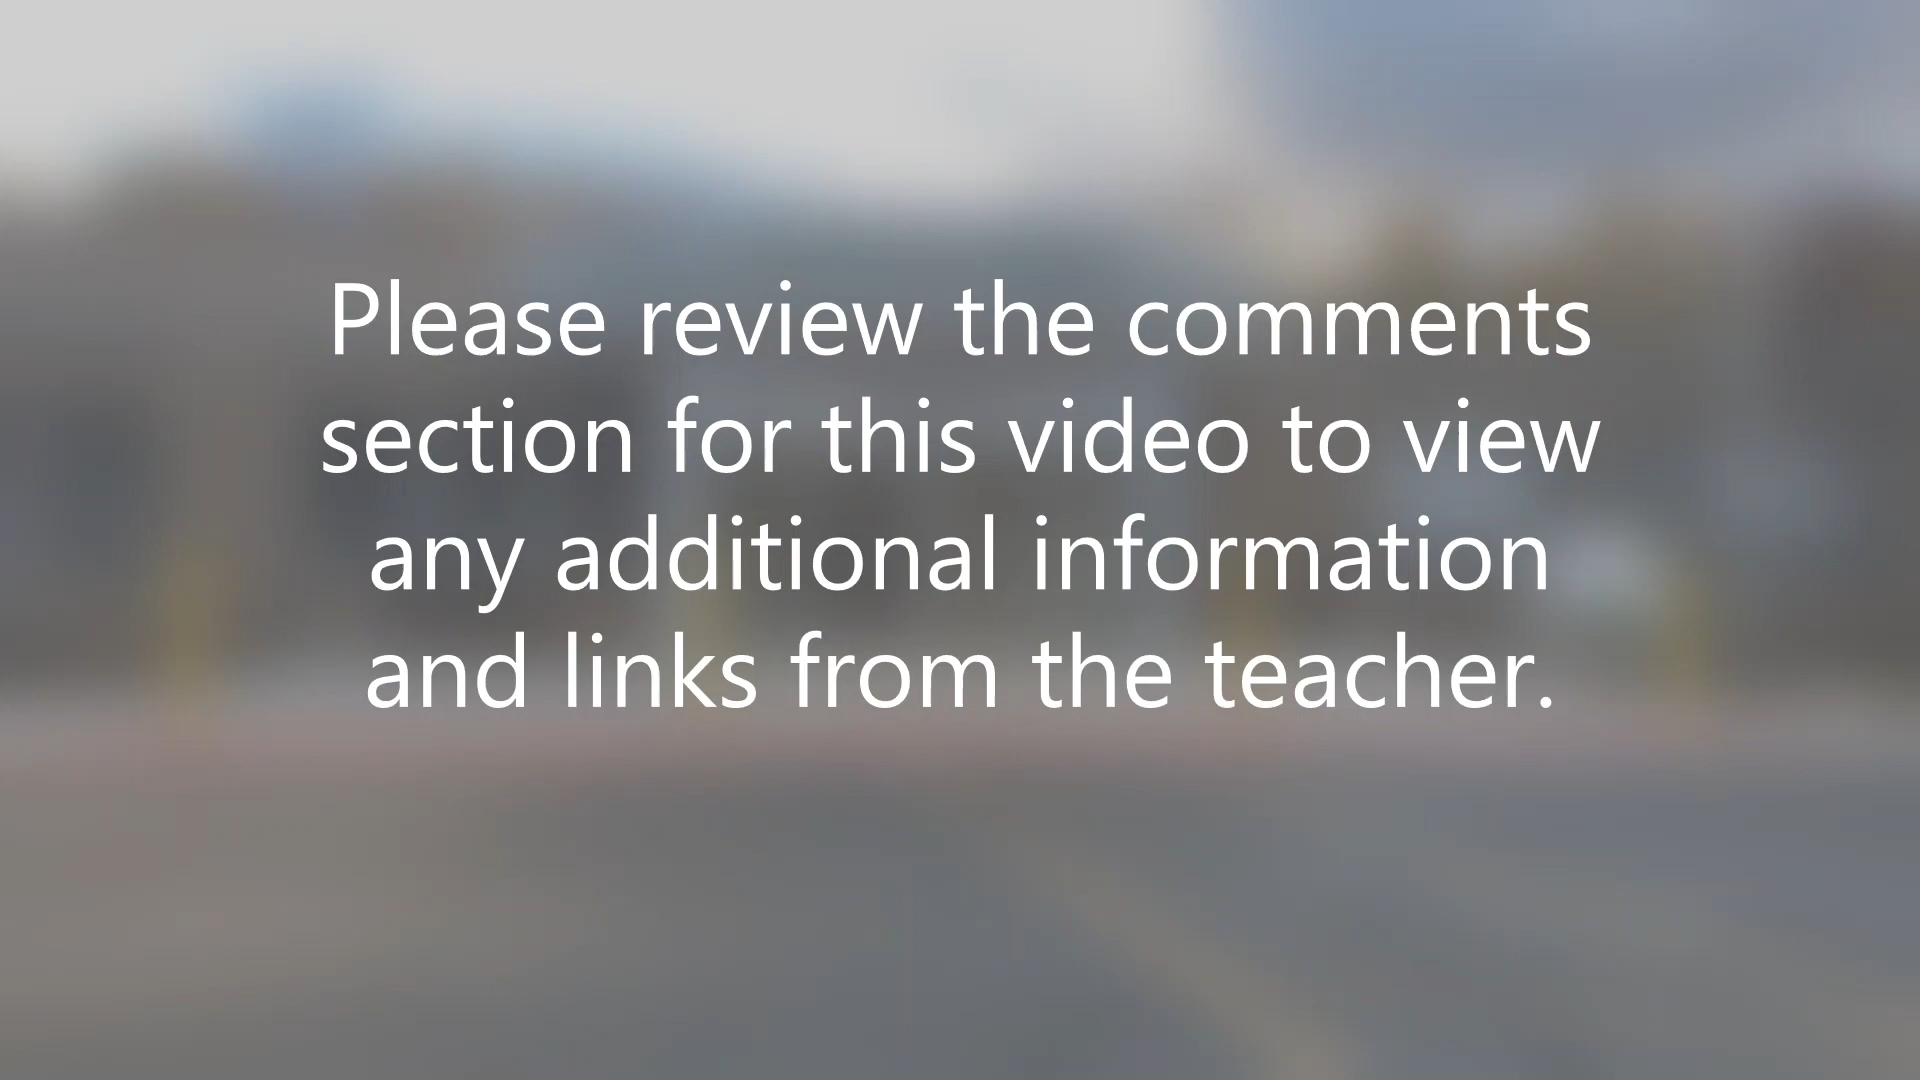 Please review the comments
section for this video to view
any additional information
and links from the teacher.